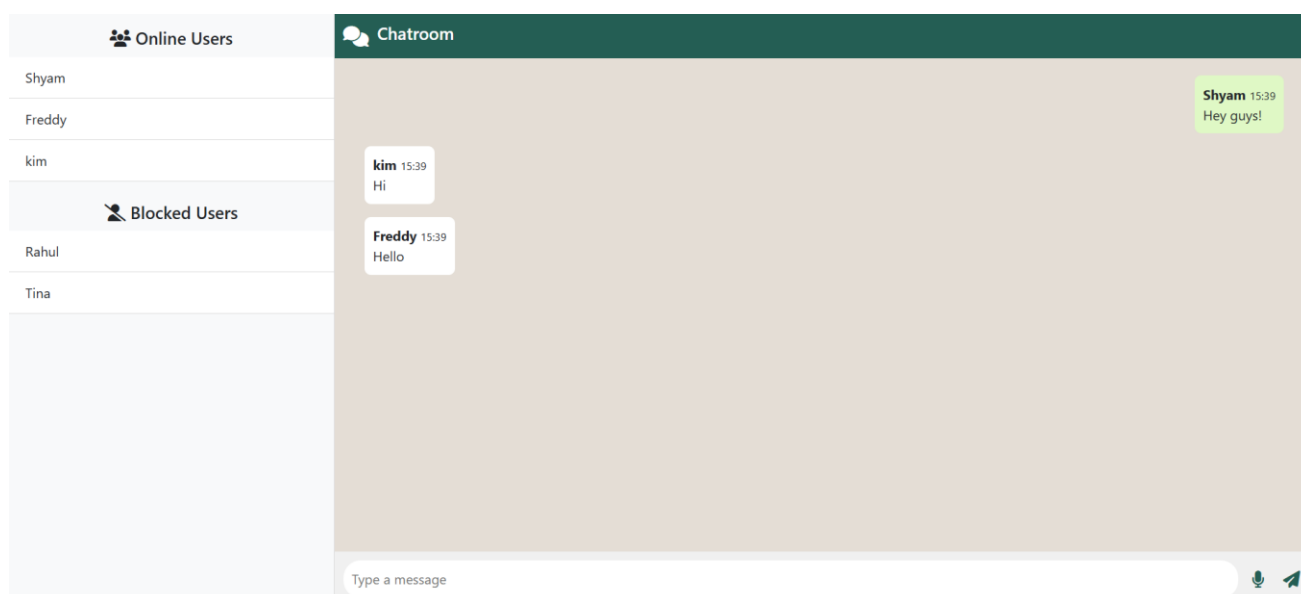 Online Users
Shyam
Freddy
kim
Blocked Users
Rahul
Tina
Chatroom
Shyam 15:39
Hey guys!
kim 15:39
Hi
Freddy 15:39
Hello
Type a message